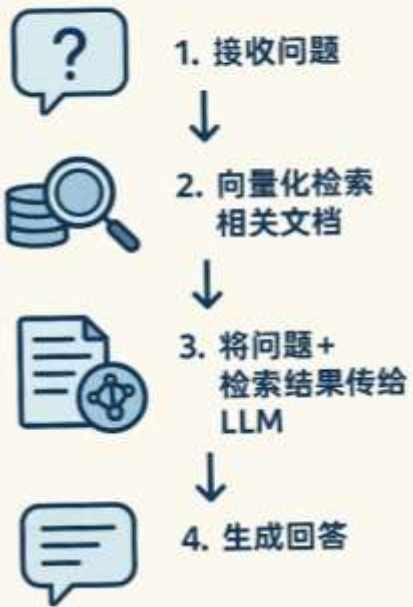 ?
1. 接收问题
2. 向量化检索
相关文档
3. 将问题+
检索结果传给
LLM
4. 生成回答